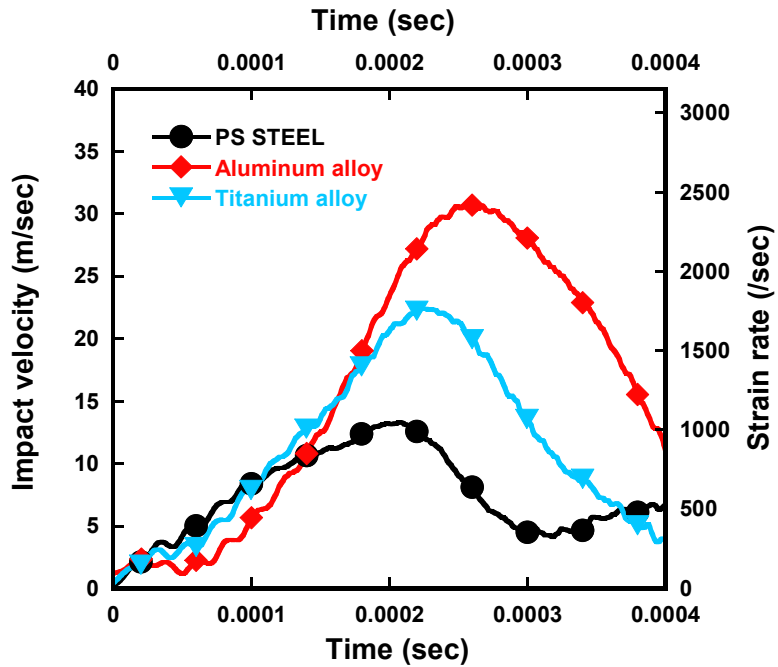 Time (sec)
0 0.0001 0.0002 0.0003 0.0004
Impact velocity (m/sec)
40
35
30
25
20
15
10
5
0
PS STEEL
Aluminum alloy
Titanium alloy
3000
2500
2000
1500
1000
500
0
Strain rate (/sec)
0 0.0001 0.0002 0.0003 0.0004
Time (sec)